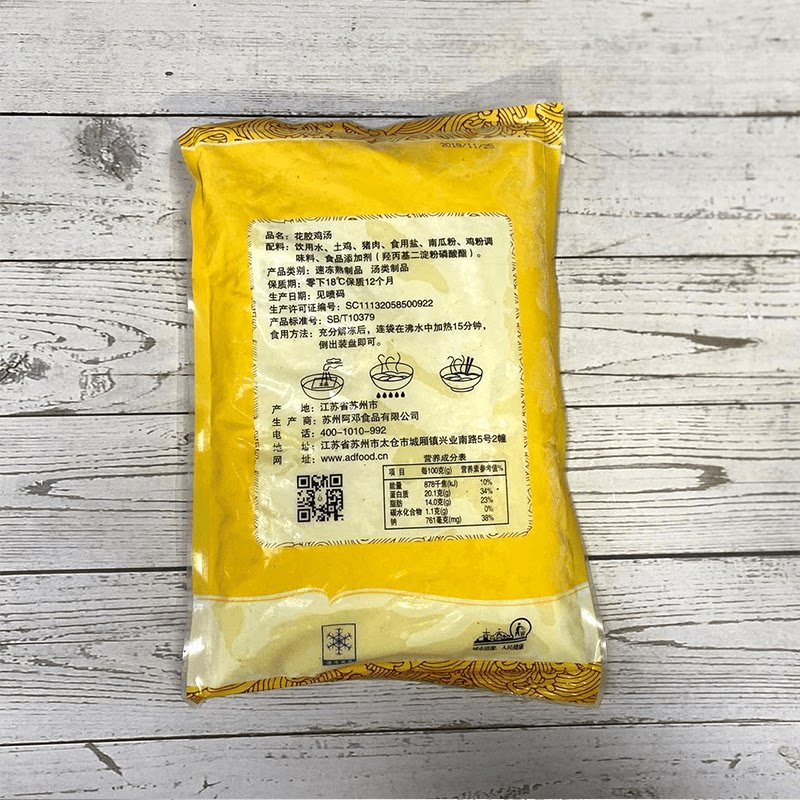 2019/11/25
品名：花胶鸡汤
配料：饮用水、土鸡、猪肉、食用盐、南瓜粉、鸡粉调
味料、食品添加剂（羟丙基二淀粉磷酸酯）。
产品类别：速冻熟制品 汤类制品
保质期：零下18℃保质12个月
生产日期：见喷码
生产许可证编号：SC11132058500922
产品标准号：SB/T10379
食用方法：充分解冻后，连袋在沸水中加热15分钟，
倒出装盘即可。
产 地：江苏省苏州市
生 产 商：苏州阿邓食品有限公司
电 话：400-1010-992
地 址：江苏省苏州市太仓市城厢镇兴业南路5号2幢
网 址：www.adfood.cn
营养成分表
项 目 每100克(g) 营养素参考值%
能量 878千焦(kJ) 10%
蛋白质 20.1克(g) 34%
脂肪 14.0克(g) 23%
碳水化合物 1.1克(g) 0%
钠 761毫克(mg) 38%